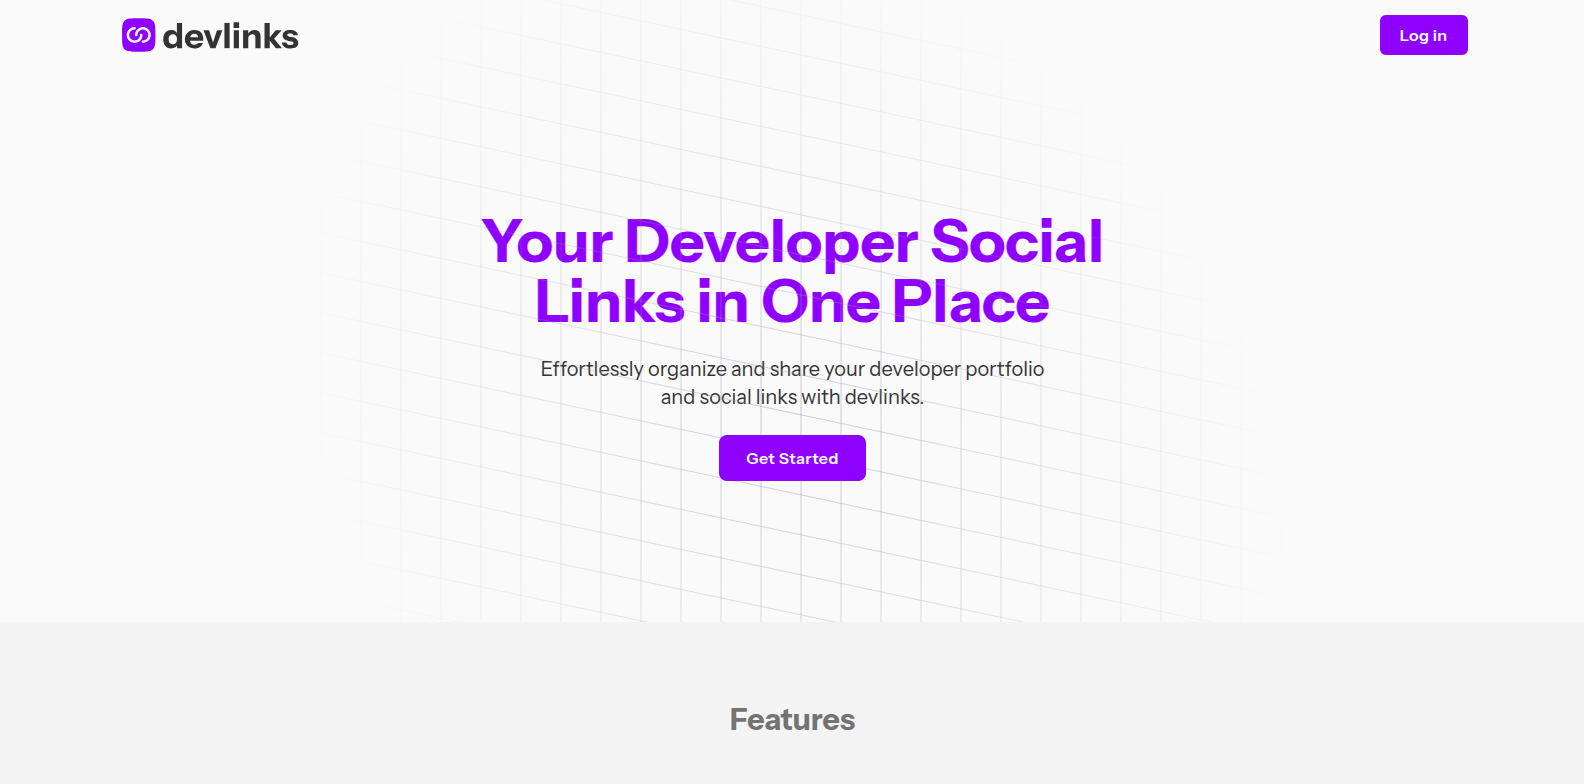 devlinks
Log in
Your Developer Social
Links in One Place
Effortlessly organize and share your developer portfolio
and social links with devlinks.
Get Started
Features